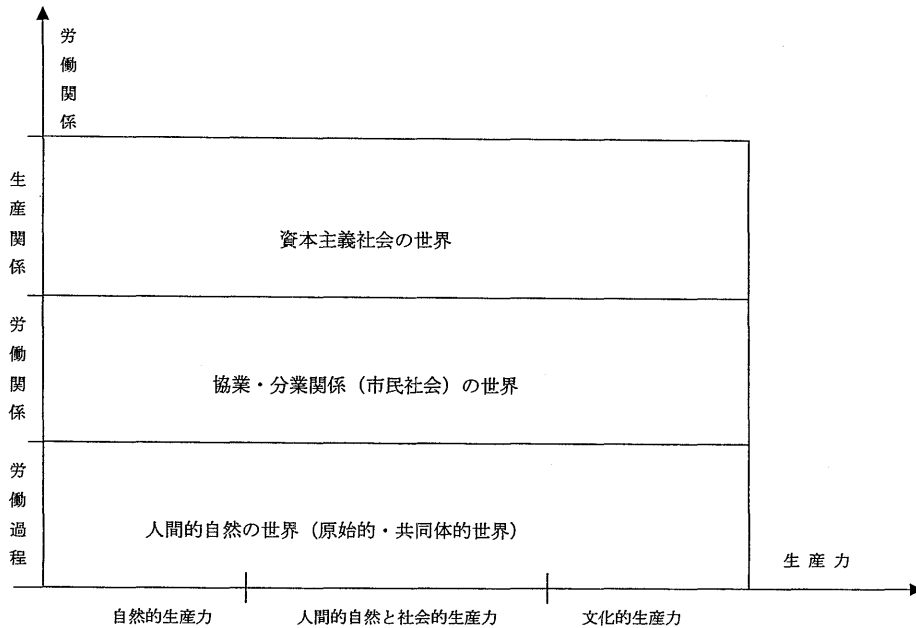 労働関係
生産関係
資本主義社会の世界
労働関係
協業・分業関係（市民社会）の世界
労働過程
人間的自然の世界（原始的・共同体的世界）
生産力
自然的生産力
人間的自然と社会的生産力
文化的生産力